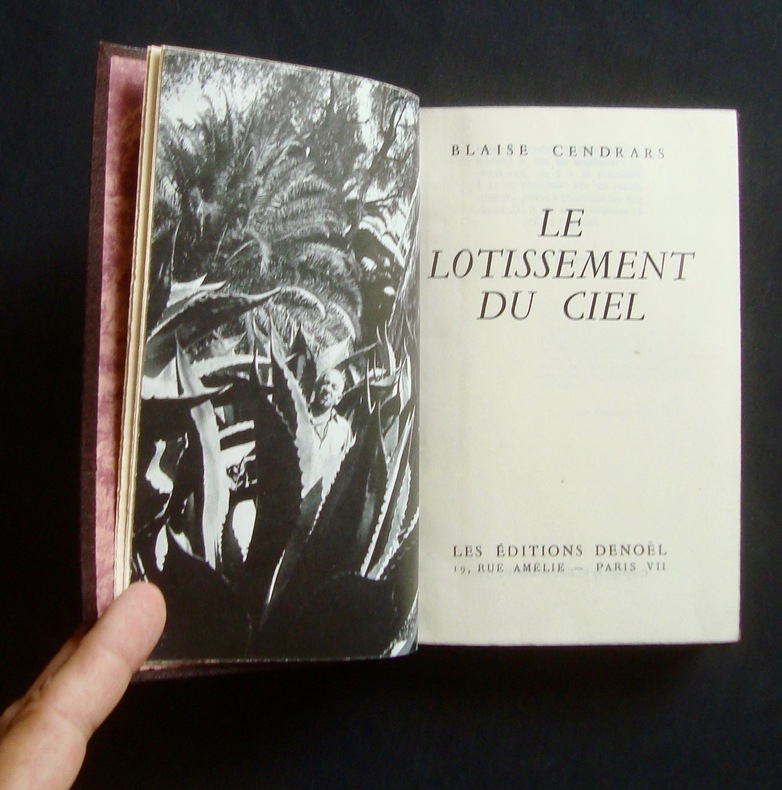 BLAISE CENDRARS
LE
LOTISSEMENT
DU CIEL
LES ÉDITIONS DENOËL
19, RUE AMÉLIE — PARIS VII